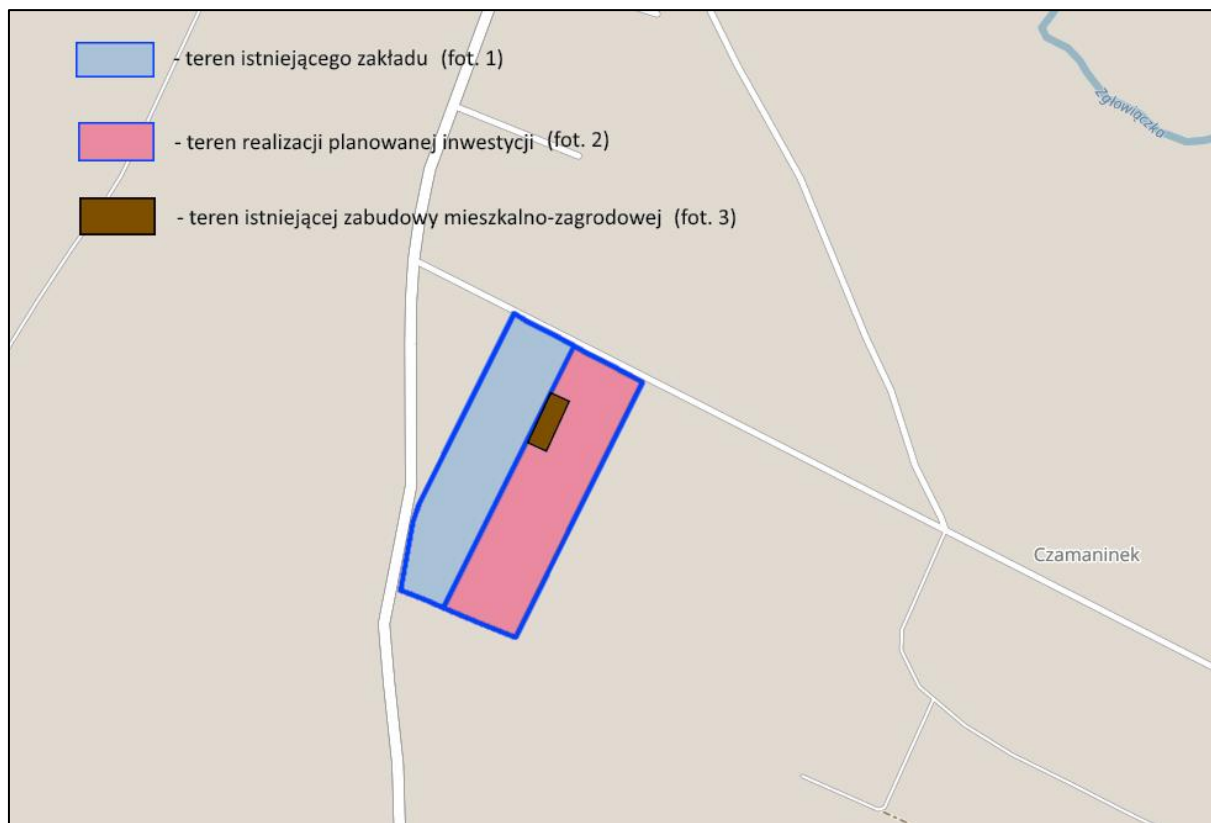 - teren istniejącego zakładu (fot. 1)
- teren realizacji planowanej inwestycji (fot. 2)
- teren istniejącej zabudowy mieszkalno-zagrodowej (fot. 3)
Zgłowiączka
Czamaninek